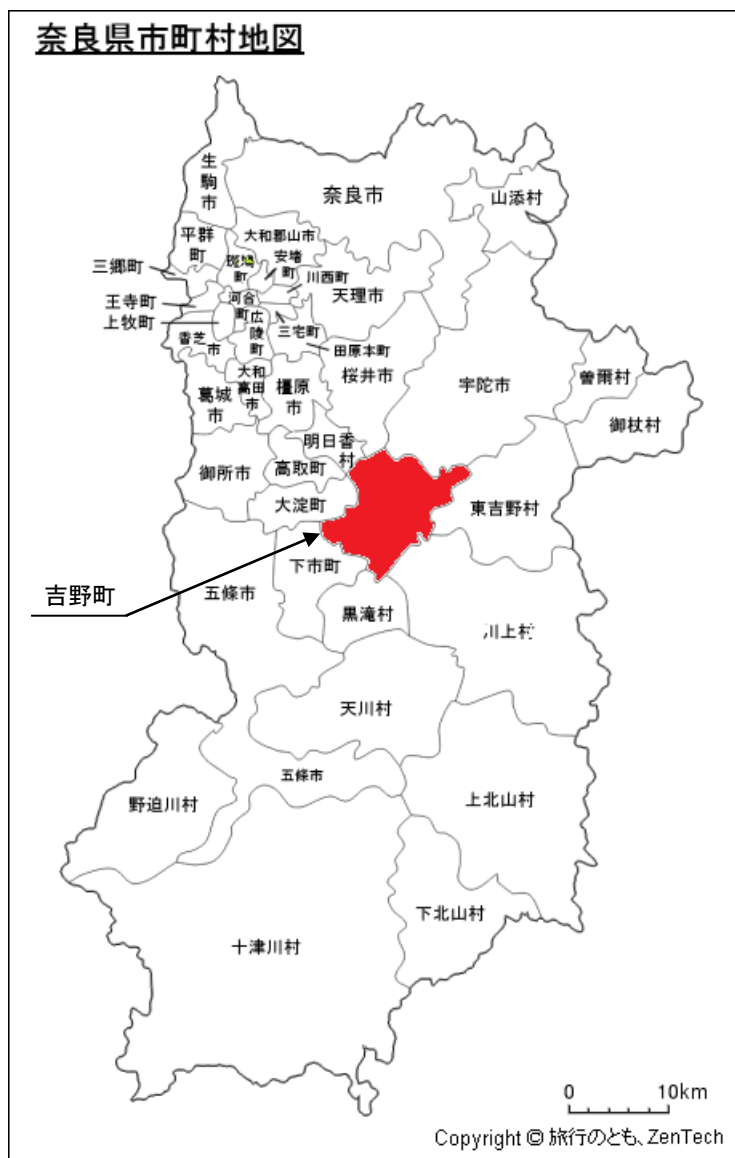 奈良県市町村地図
生駒市
奈良市
山添村
平群町
大和郡山市
三郷町
斑鳩町
安堵町
川西町
天理市
王寺町
河合町
上牧町
広陵町
三宅町
香芝市
田原本町
大和高田市
橿原市
桜井市
宇陀市
曽爾村
葛城市
御杖村
明日香村
御所市
高取町
大淀町
東吉野村
吉野町
五條市
下市町
黒滝村
川上村
天川村
五條市
野迫川村
上北山村
下北山村
十津川村
0 10km
Copyright © 旅行のとも、ZenTech